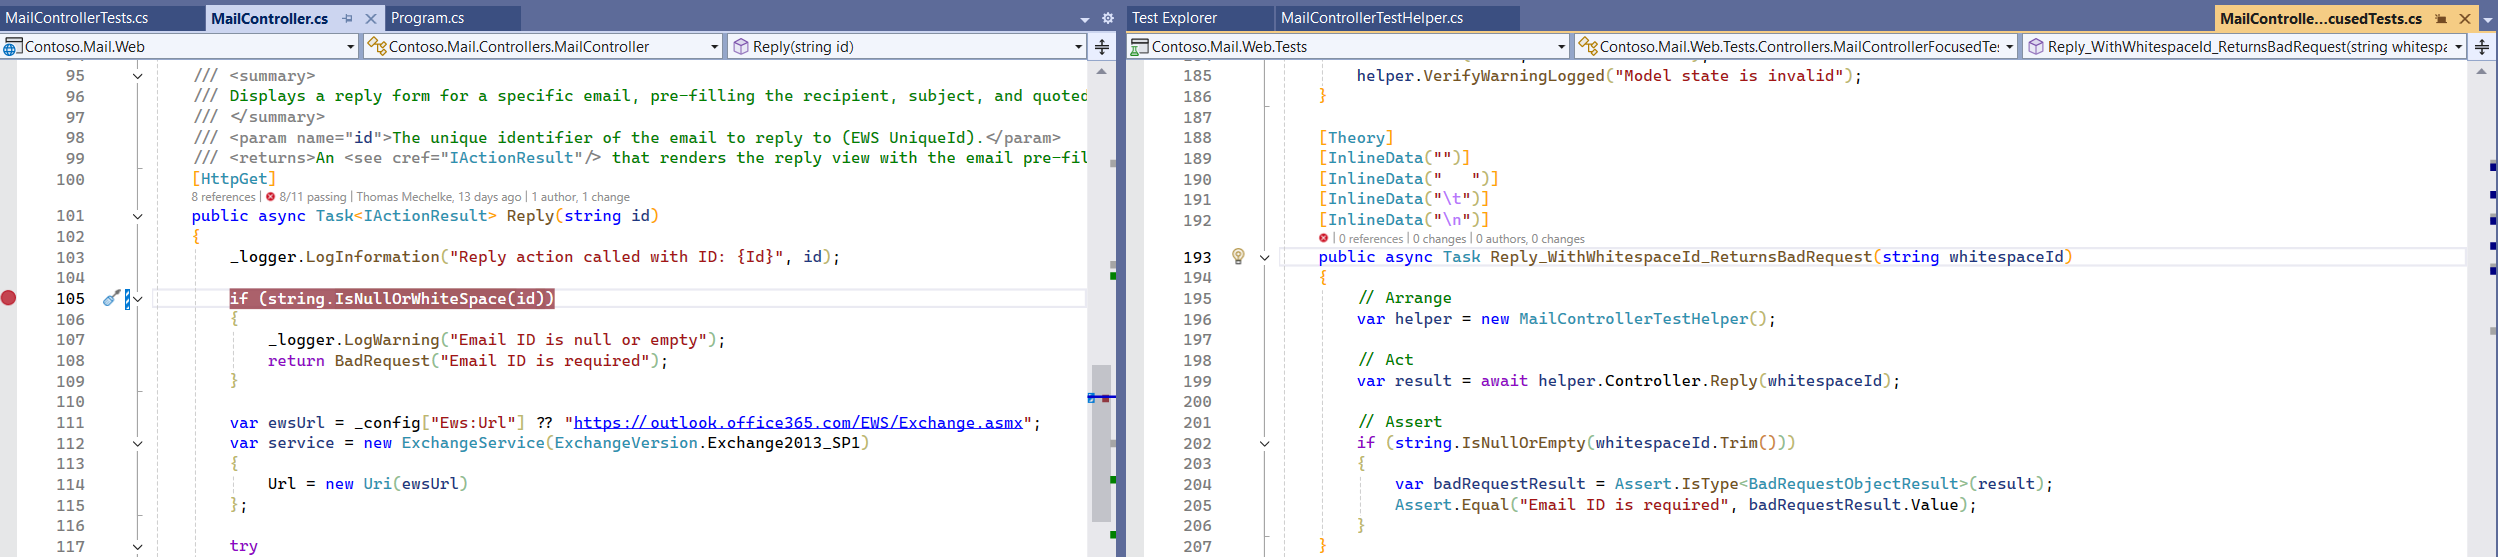 MailControllerTests.cs MailController.cs Program.cs
Contoso.Mail.Web Contoso.Mail.Controllers.MailController Reply(string id)
95 /// <summary>
96 /// Displays a reply form for a specific email, pre-filling the recipient, subject, and quoted
97 /// </summary>
98 /// <param name="id">The unique identifier of the email to reply to (EWS UniqueId).</param>
99 /// <returns>An <see cref="IActionResult"/> that renders the reply view with the email pre-fil
100 [HttpGet]
8 references | 8/11 passing | Thomas Mechelke, 13 days ago | 1 author, 1 change
101 public async Task<IActionResult> Reply(string id)
102 {
103 _logger.LogInformation("Reply action called with ID: {Id}", id);
104
105 if (string.IsNullOrWhiteSpace(id))
106 {
107 _logger.LogWarning("Email ID is null or empty");
108 return BadRequest("Email ID is required");
109 }
110
111 var ewsUrl = _config["Ews:Url"] ?? "https://outlook.office365.com/EWS/Exchange.asmx";
112 var service = new ExchangeService(ExchangeVersion.Exchange2013_SP1)
113 {
114 Url = new Uri(ewsUrl)
115 };
116
117 try
Test Explorer MailControllerTestHelper.cs MailControlle...cusedTests.cs
Contoso.Mail.Web.Tests Contoso.Mail.Web.Tests.Controllers.MailControllerFocusedTe Reply_WithWhitespaceId_ReturnsBadRequest(string whitespa
185 helper.VerifyWarningLogged("Model state is invalid");
186 }
187
188 [Theory]
189 [InlineData("")]
190 [InlineData("   ")]
191 [InlineData("\t")]
192 [InlineData("\n")]
0 references | 0 changes | 0 authors, 0 changes
193 public async Task Reply_WithWhitespaceId_ReturnsBadRequest(string whitespaceId)
194 {
195 // Arrange
196 var helper = new MailControllerTestHelper();
197
198 // Act
199 var result = await helper.Controller.Reply(whitespaceId);
200
201 // Assert
202 if (string.IsNullOrEmpty(whitespaceId.Trim()))
203 {
204 var badRequestResult = Assert.IsType<BadRequestObjectResult>(result);
205 Assert.Equal("Email ID is required", badRequestResult.Value);
206 }
207 }